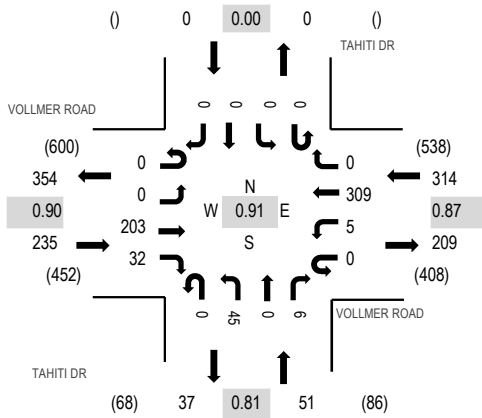 () 0 0.00 0 ()
TAHITI DR
0 0 0 0
VOLLMER ROAD
(600) (538)
0 0
354 314
N
0 309
0.90 W 0.91 E 0.87
203 5
235 S 209
32 0
(452) (408)
0 45 0 6
VOLLMER ROAD
TAHITI DR
(68) 37 0.81 51 (86)